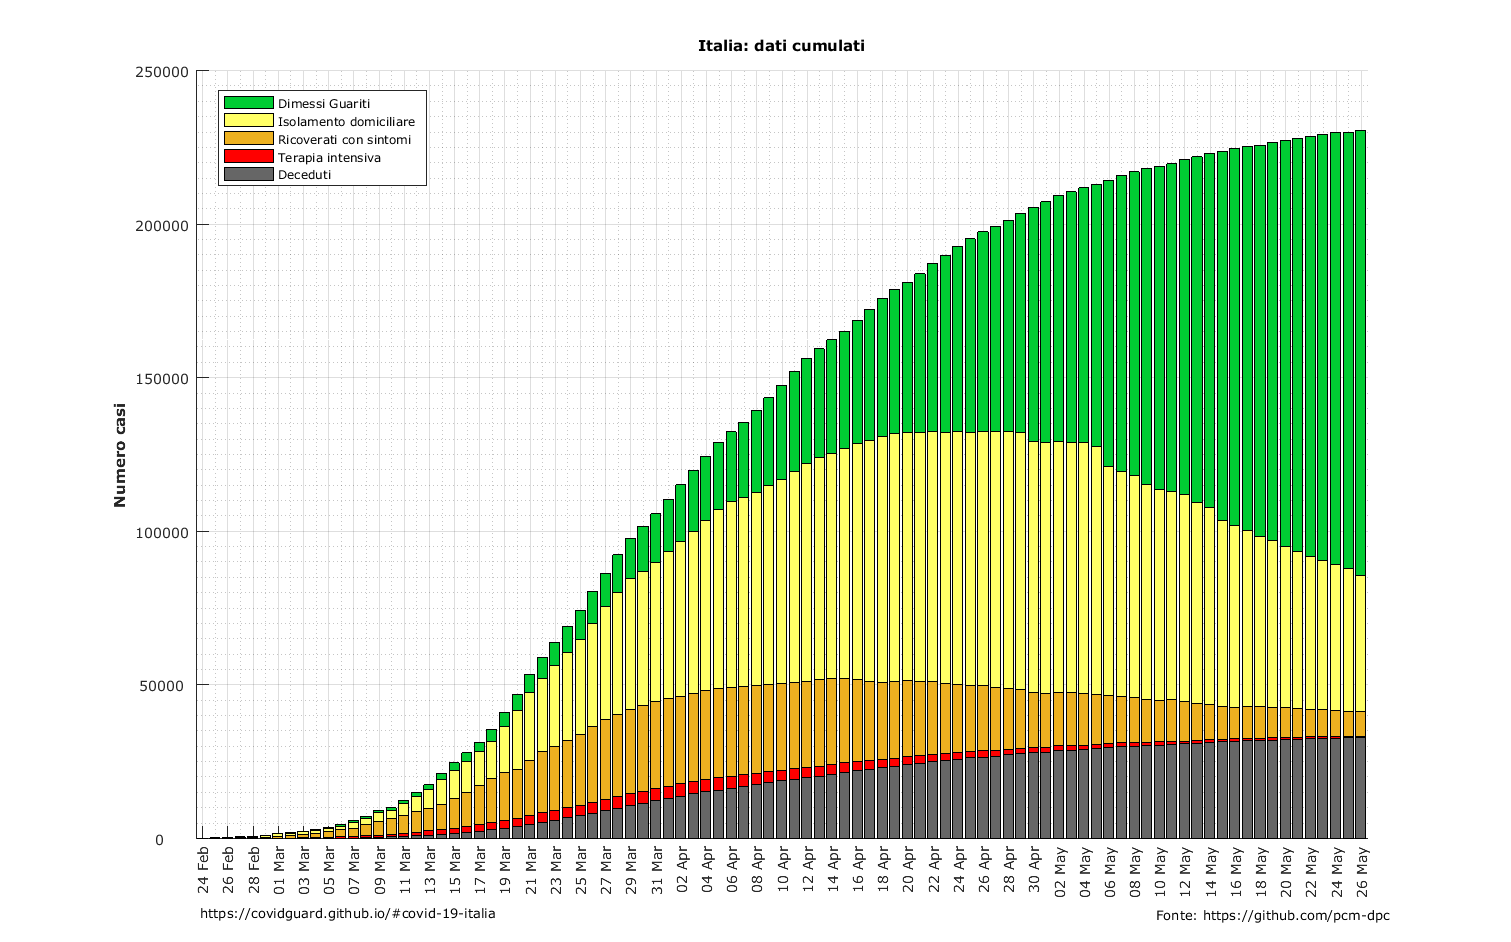 Italia: dati cumulati
250000
200000
150000
100000
50000
0
Numero casi
Dimessi Guariti
Isolamento domiciliare
Ricoverati con sintomi
Terapia intensiva
Deceduti
24 Feb
26 Feb
28 Feb
01 Mar
03 Mar
05 Mar
07 Mar
09 Mar
11 Mar
13 Mar
15 Mar
17 Mar
19 Mar
21 Mar
23 Mar
25 Mar
27 Mar
29 Mar
31 Mar
02 Apr
04 Apr
06 Apr
08 Apr
10 Apr
12 Apr
14 Apr
16 Apr
18 Apr
20 Apr
22 Apr
24 Apr
26 Apr
28 Apr
30 Apr
02 May
04 May
06 May
08 May
10 May
12 May
14 May
16 May
18 May
20 May
22 May
24 May
26 May
https://covidguard.github.io/#covid-19-italia
Fonte: https://github.com/pcm-dpc